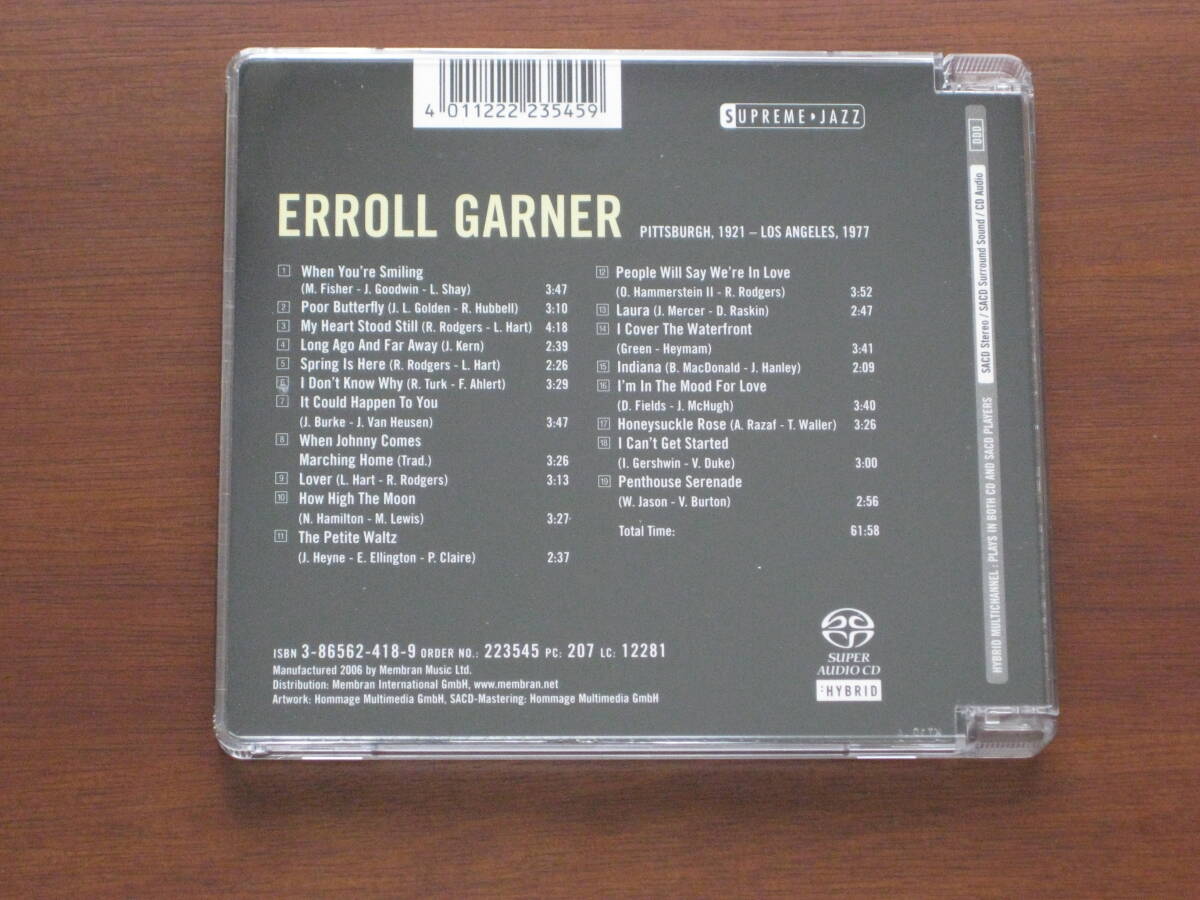 4 011222 235459
SUPREME JAZZ
ERROLL GARNER PITTSBURGH, 1921 – LOS ANGELES, 1977
1 When You're Smiling
(M. Fisher - J. Goodwin - L. Shay) 3:47
2 Poor Butterfly (J. L. Golden - R. Hubbell) 3:10
3 My Heart Stood Still (R. Rodgers - L. Hart) 4:18
4 Long Ago And Far Away (J. Kern) 2:39
5 Spring Is Here (R. Rodgers - L. Hart) 2:26
6 I Don't Know Why (R. Turk - F. Ahlert) 3:29
7 It Could Happen To You
(J. Burke - J. Van Heusen) 3:47
8 When Johnny Comes
Marching Home (Trad.) 3:26
9 Lover (L. Hart - R. Rodgers) 3:13
10 How High The Moon
(N. Hamilton - M. Lewis) 3:27
11 The Petite Waltz
(J. Heyne - E. Ellington - P. Claire) 2:37
12 People Will Say We're In Love
(O. Hammerstein II - R. Rodgers) 3:52
13 Laura (J. Mercer - D. Raskin) 2:47
14 I Cover The Waterfront
(Green - Heymam) 3:41
15 Indiana (B. MacDonald - J. Hanley) 2:09
16 I'm In The Mood For Love
(D. Fields - J. McHugh) 3:40
17 Honeysuckle Rose (A. Razaf - T. Waller) 3:26
18 I Can't Get Started
(I. Gershwin - V. Duke) 3:00
19 Penthouse Serenade
(W. Jason - V. Burton) 2:56
Total Time: 61:58
ISBN 3-86562-418-9 ORDER NO.: 223545 PC: 207 LC: 12281
Manufactured 2006 by Membran Music Ltd.
Distribution: Membran International GmbH, www.membran.net
Artwork: Hommage Multimedia GmbH, SACD-Mastering: Hommage Multimedia GmbH
SUPER
AUDIO CD
:HYBRID
HYBRID MULTICHANNEL : PLAYS IN BOTH CD AND SACD PLAYERS SACD Stereo / SACD Surround Sound / CD Audio DDD